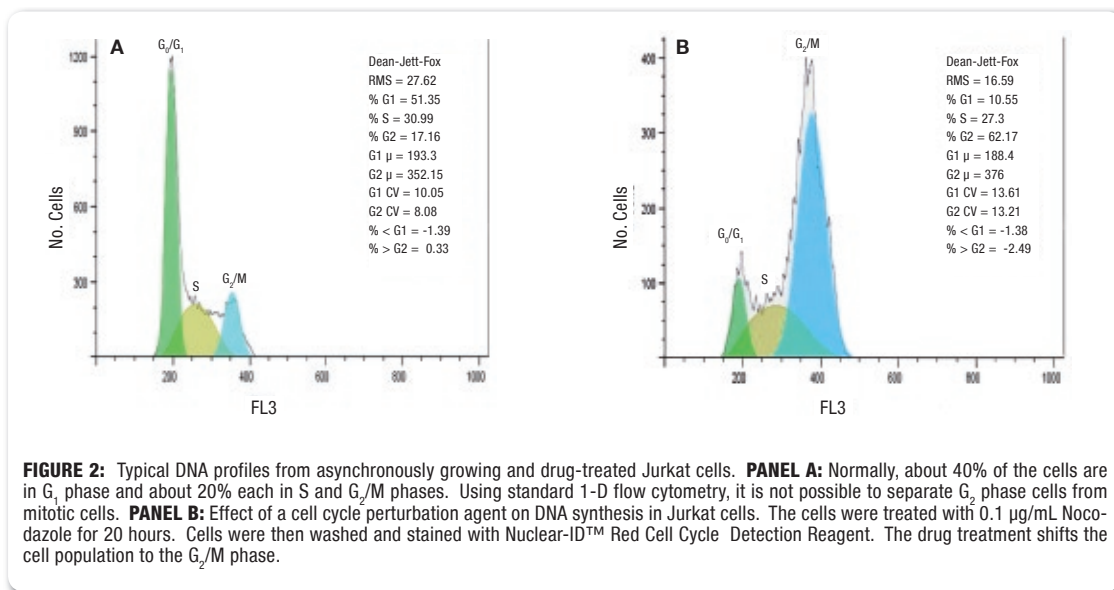 A
G0/G1
1200
900
600
300
No. Cells
S
G2/M
200
400
600
800
1000
FL3
Dean-Jett-Fox
RMS = 27.62
% G1 = 51.35
% S = 30.99
% G2 = 17.16
G1 µ = 193.3
G2 µ = 352.15
G1 CV = 10.05
G2 CV = 8.08
% < G1 = -1.39
% > G2 = 0.33
B
G2/M
400
300
200
100
No. Cells
G0/G1
S
200
400
600
800
1000
FL3
Dean-Jett-Fox
RMS = 16.59
% G1 = 10.55
% S = 27.3
% G2 = 62.17
G1 µ = 188.4
G2 µ = 376
G1 CV = 13.61
G2 CV = 13.21
% < G1 = -1.38
% > G2 = -2.49
FIGURE 2: Typical DNA profiles from asynchronously growing and drug-treated Jurkat cells. PANEL A: Normally, about 40% of the cells are
in G1 phase and about 20% each in S and G2/M phases. Using standard 1-D flow cytometry, it is not possible to separate G2 phase cells from
mitotic cells. PANEL B: Effect of a cell cycle perturbation agent on DNA synthesis in Jurkat cells. The cells were treated with 0.1 µg/mL Noco-
dazole for 20 hours. Cells were then washed and stained with Nuclear-ID™ Red Cell Cycle Detection Reagent. The drug treatment shifts the
cell population to the G2/M phase.